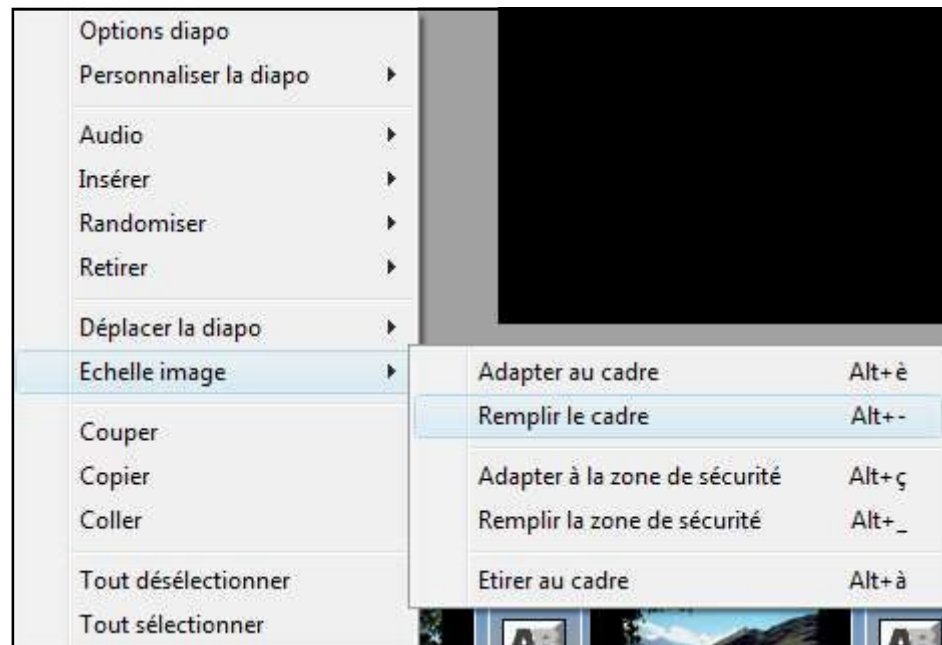 Options diapo
Personnaliser la diapo
Audio
Insérer
Randomiser
Retirer
Déplacer la diapo
Echelle image
Couper
Copier
Coller
Tout désélectionner
Tout sélectionner
Adapter au cadre Alt+è
Remplir le cadre Alt+-
Adapter à la zone de sécurité Alt+ç
Remplir la zone de sécurité Alt+_
Etirer au cadre Alt+à
A
A